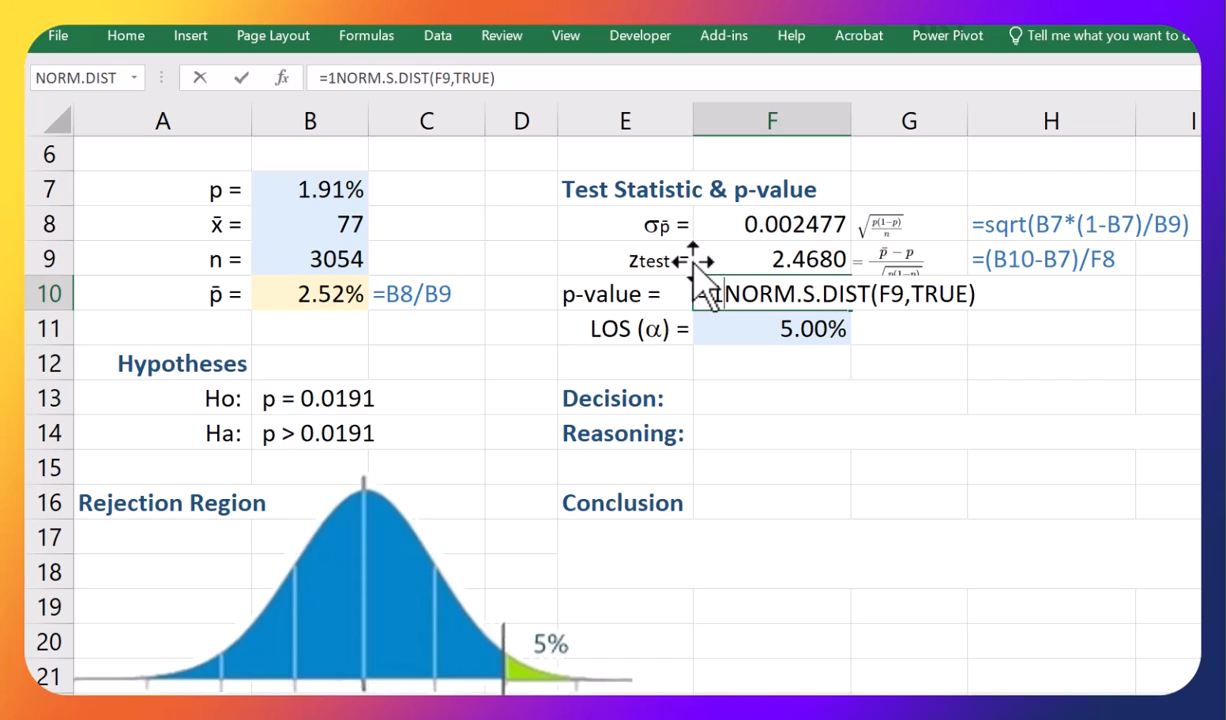 File Home Insert Page Layout Formulas Data Review View Developer Add-ins Help Acrobat Power Pivot Tell me what you want to
NORM.DIST fx =1NORM.S.DIST(F9,TRUE)
A B C D E F G H I
6
7 p = 1.91% Test Statistic & p-value
8 x̄ = 77 σp̄ = 0.002477 √p(1−p)/n =sqrt(B7*(1-B7)/B9)
9 n = 3054 ztest = 2.4680 = p̄ − p / √p(1−p) =(B10-B7)/F8
10 p̄ = 2.52% =B8/B9 p-value = 1NORM.S.DIST(F9,TRUE)
11 LOS (α) = 5.00%
12 Hypotheses
13 Ho: p = 0.0191 Decision:
14 Ha: p > 0.0191 Reasoning:
15
16 Rejection Region Conclusion
17
18
19
20 5%
21